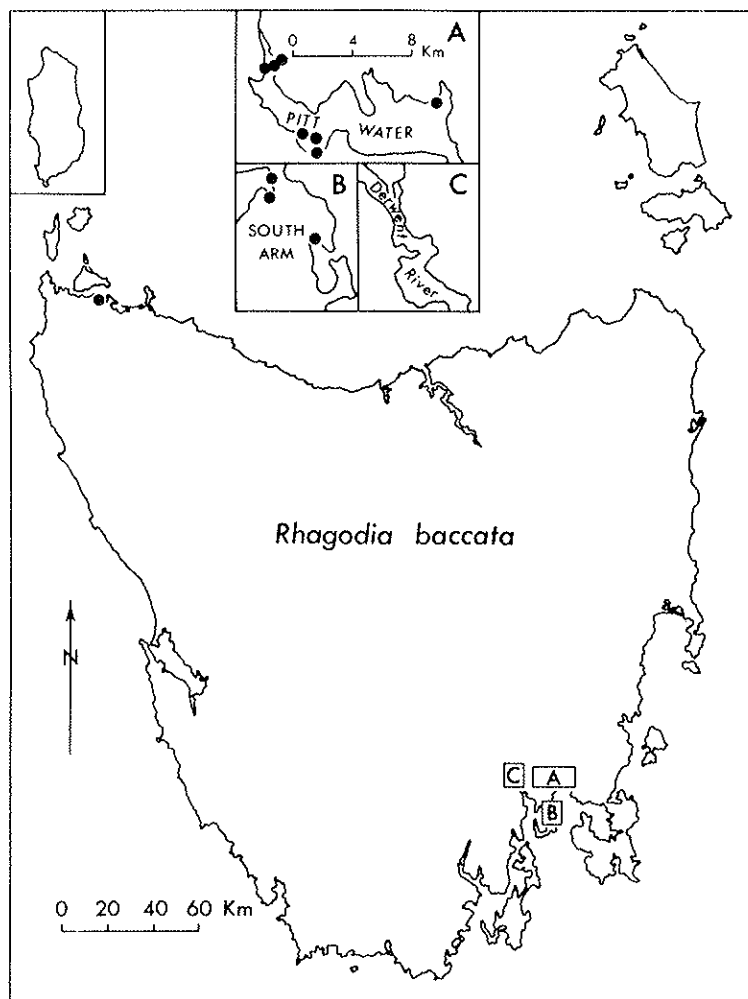 A
0 4 8
Km
PITT
WATER
B
C
SOUTH
ARM
Derwent
River
Rhagodia baccata
N
C
A
B
0 20 40 60 Km